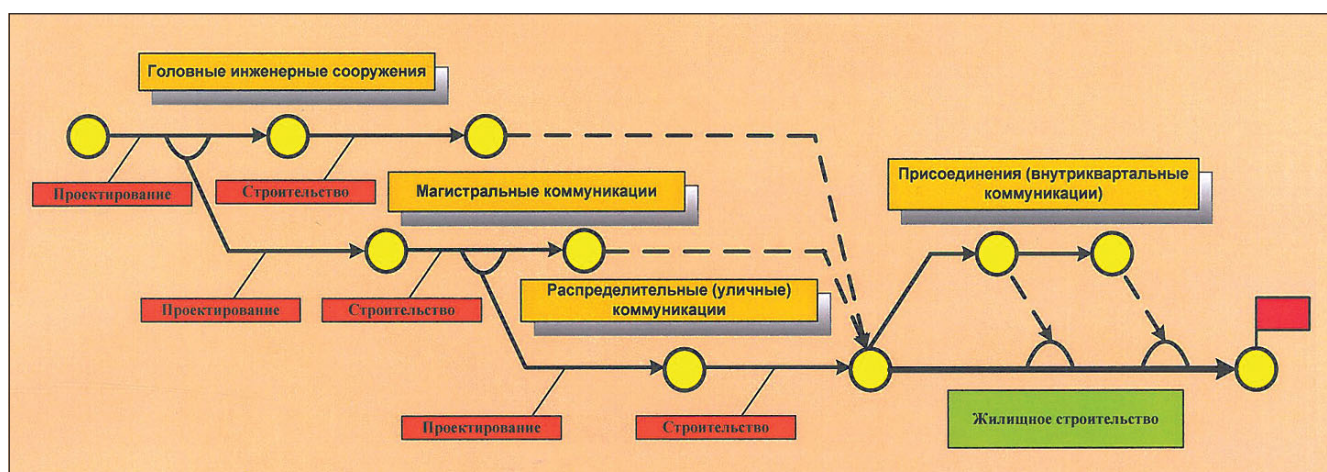 Головные инженерные сооружения
Проектирование
Строительство
Магистральные коммуникации
Присоединения (внутриквартальные
коммуникации)
Проектирование
Строительство
Распределительные (уличные)
коммуникации
Проектирование
Строительство
Жилищное строительство